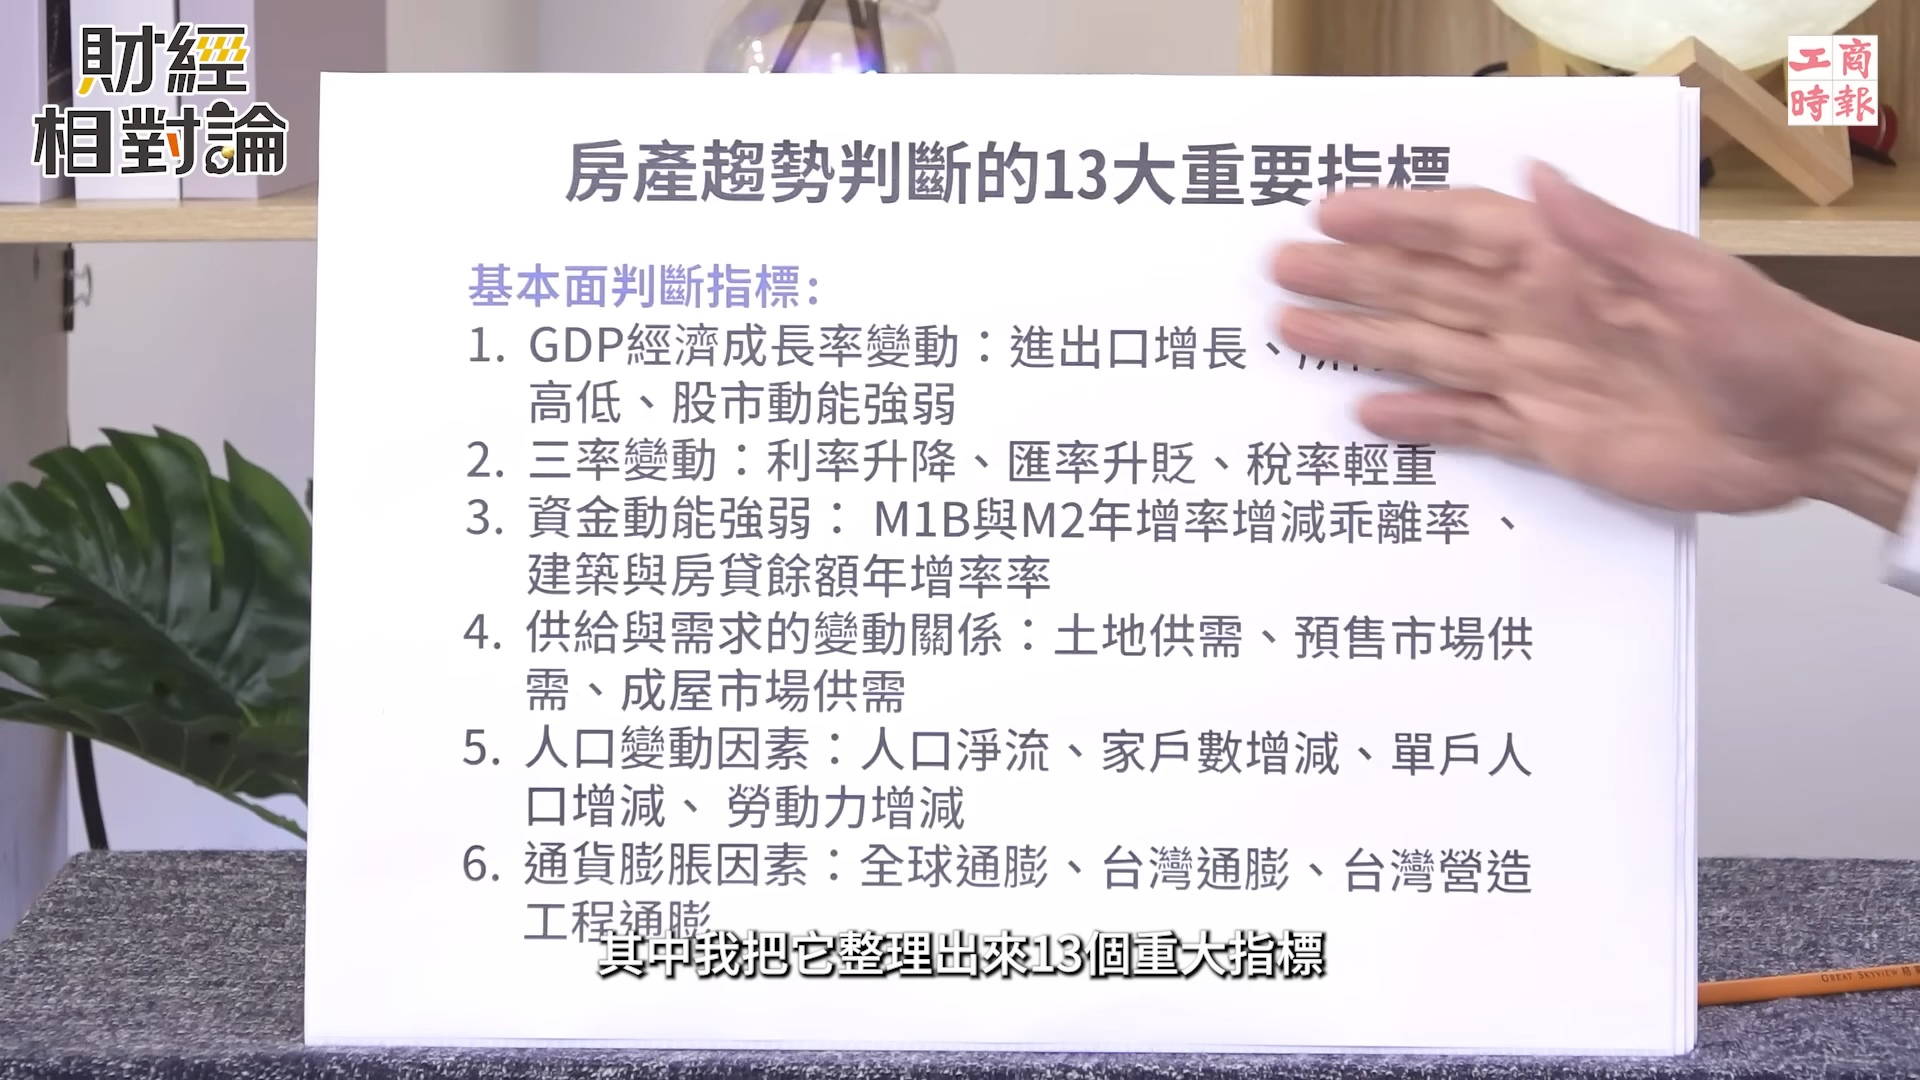 財經
相對論
工商
時報
房產趨勢判斷的13大重要指標
基本面判斷指標:
1. GDP經濟成長率變動：進出口增長、
高低、股市動能強弱
2. 三率變動：利率升降、匯率升貶、稅率輕重
3. 資金動能強弱： M1B與M2年增率增減乖離率 、
建築與房貸餘額年增率率
4. 供給與需求的變動關係：土地供需、預售市場供
需、成屋市場供需
5. 人口變動因素：人口淨流、家戶數增減、單戶人
口增減、 勞動力增減
6. 通貨膨脹因素：全球通膨、台灣通膨、台灣營造
工程通膨
其中我把它整理出來13個重大指標
GREAT SKYVIEW